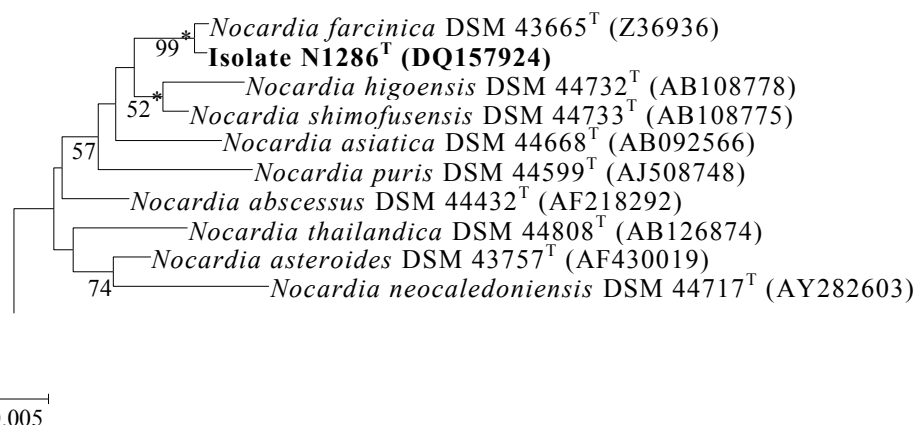 Nocardia farcinica DSM 43665T (Z36936)
99*
Isolate N1286T (DQ157924)
Nocardia higoensis DSM 44732T (AB108778)
52*
Nocardia shimofusensis DSM 44733T (AB108775)
Nocardia asiatica DSM 44668T (AB092566)
57
Nocardia puris DSM 44599T (AJ508748)
Nocardia abscessus DSM 44432T (AF218292)
Nocardia thailandica DSM 44808T (AB126874)
Nocardia asteroides DSM 43757T (AF430019)
74
Nocardia neocaledoniensis DSM 44717T (AY282603)
.005